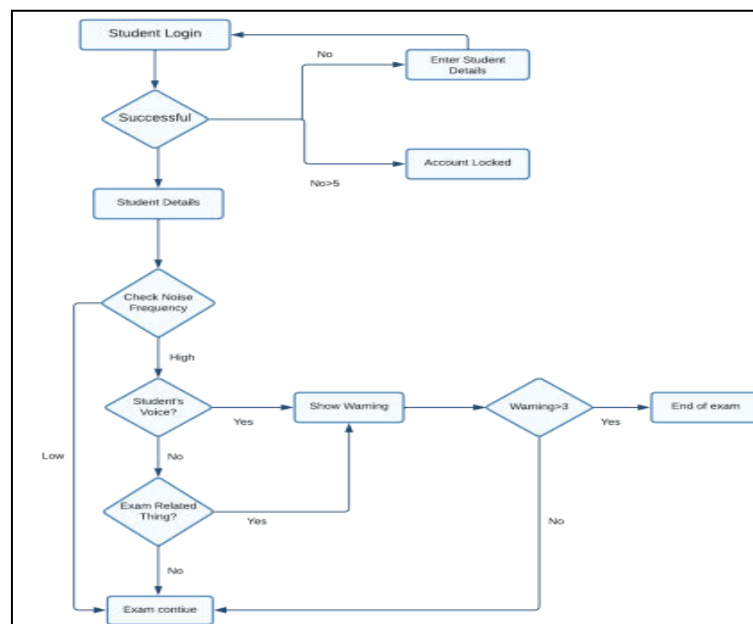 Student Login
No
Enter Student
Details
Successful
Account Locked
No>5
Student Details
Check Noise
Frequency
High
Student's
Voice?
Yes
Show Warning
Warning>3
Yes
End of exam
Low
No
Exam Related
Thing?
Yes
No
No
Exam contiue